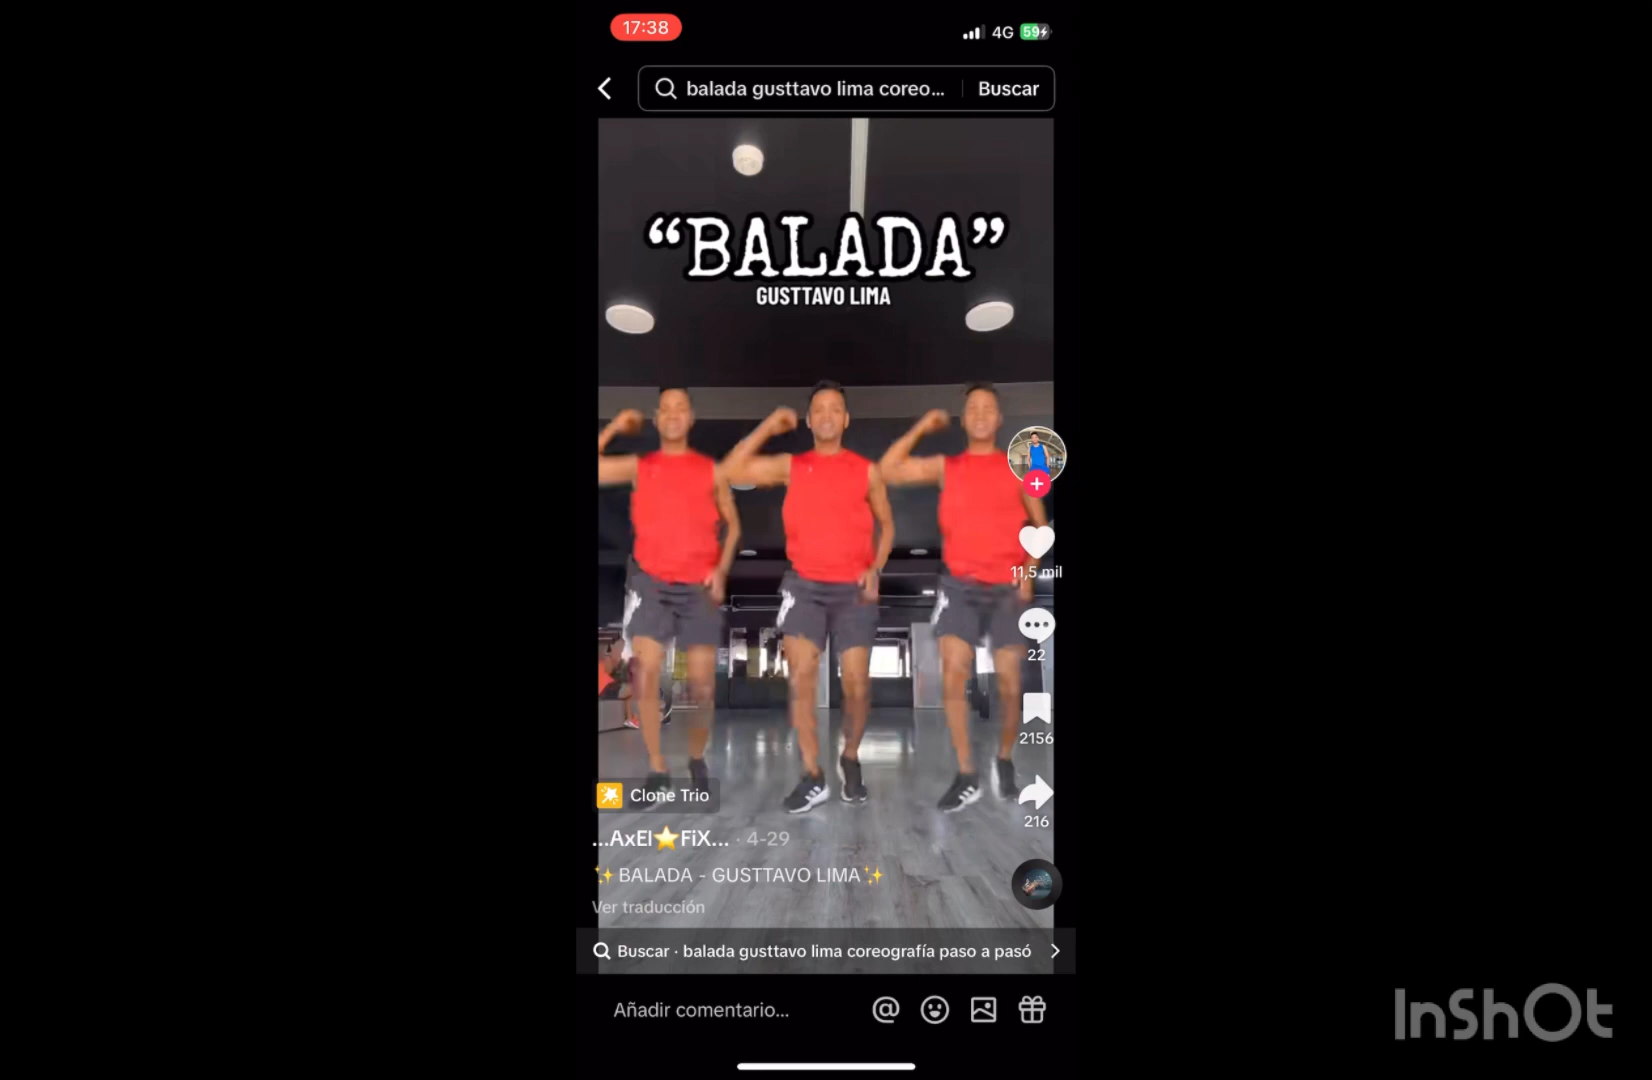 17:38
4G 59
balada gusttavo lima coreo... Buscar
“BALADA”
GUSTTAVO LIMA
11,5 mil
22
2156
216
Clone Trio
...AxEl⭐FiX... · 4-29
✨BALADA - GUSTTAVO LIMA✨
Ver traducción
Buscar · balada gusttavo lima coreografía paso a pasó
Añadir comentario...
InShOt